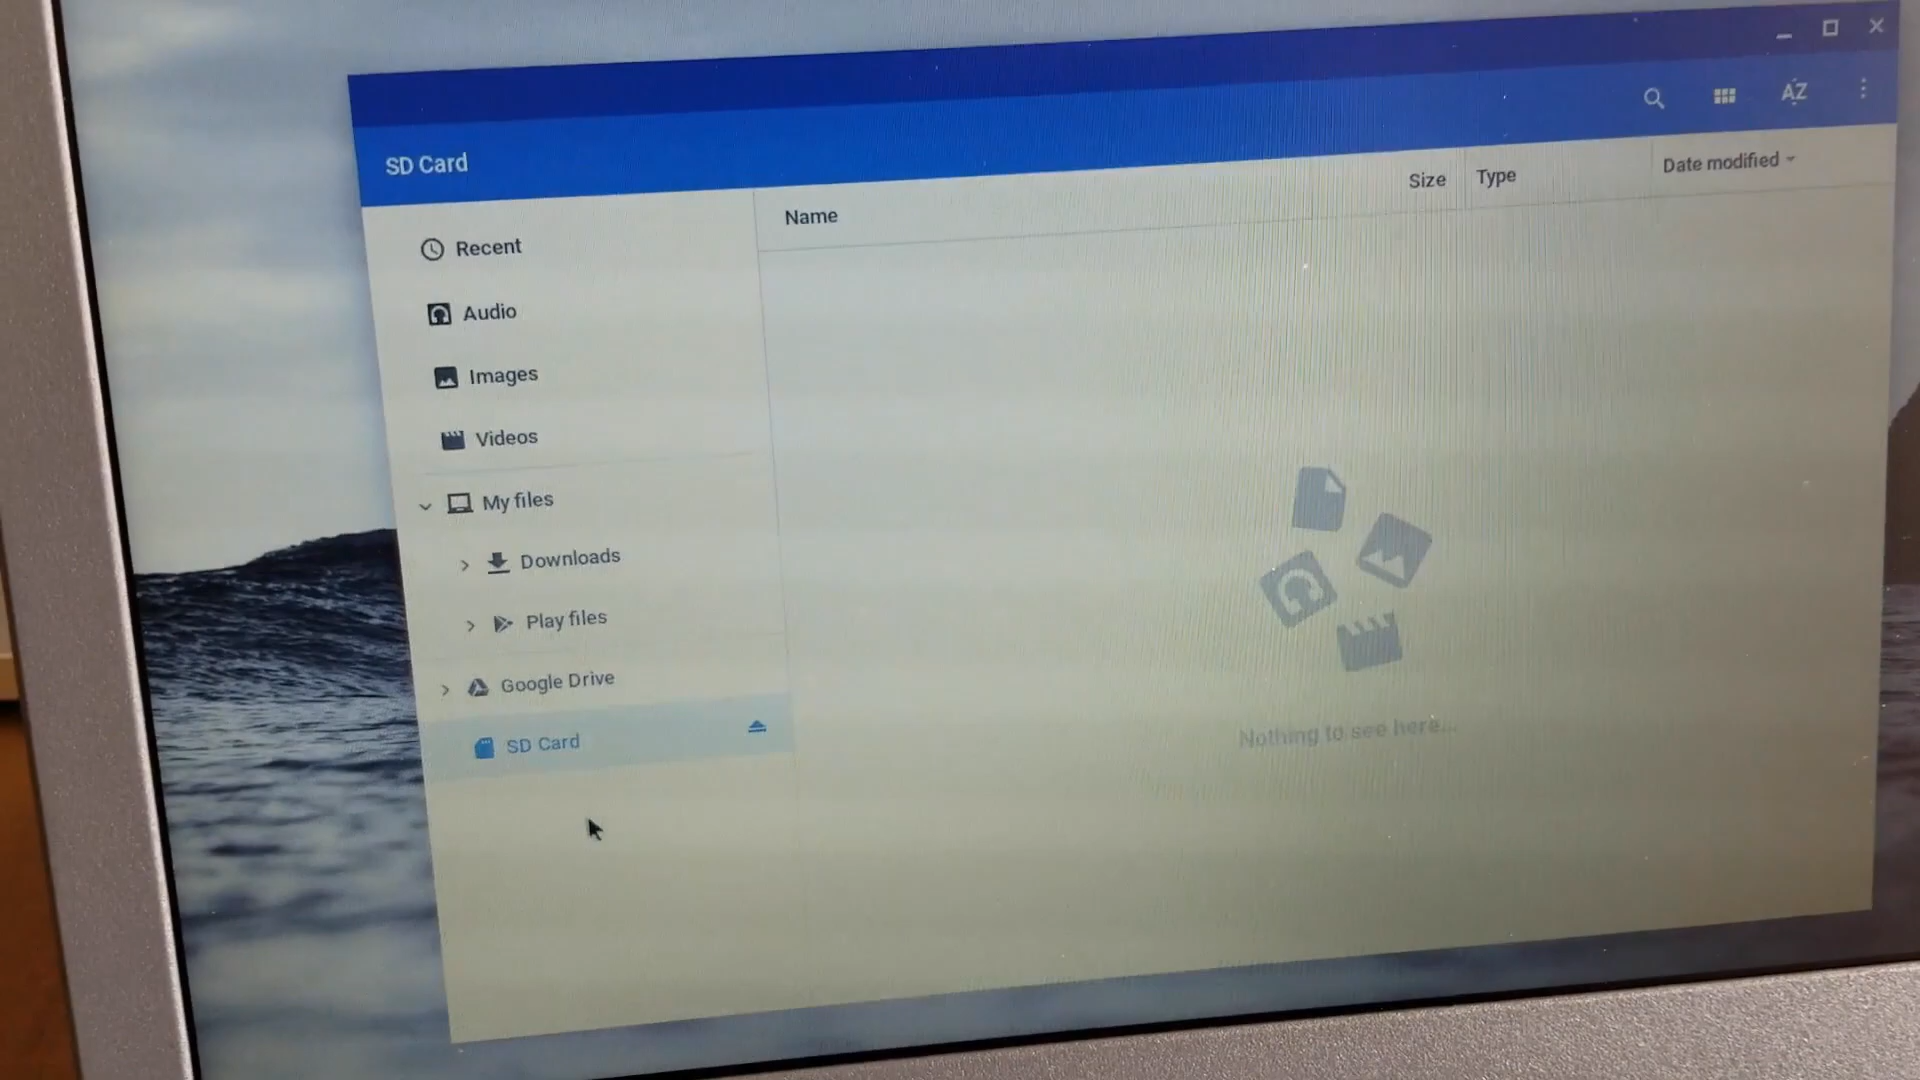 SD Card
AZ
Recent
Audio
Images
Videos
My files
Downloads
Play files
Google Drive
SD Card
Name
Size
Type
Date modified
Nothing to see here...